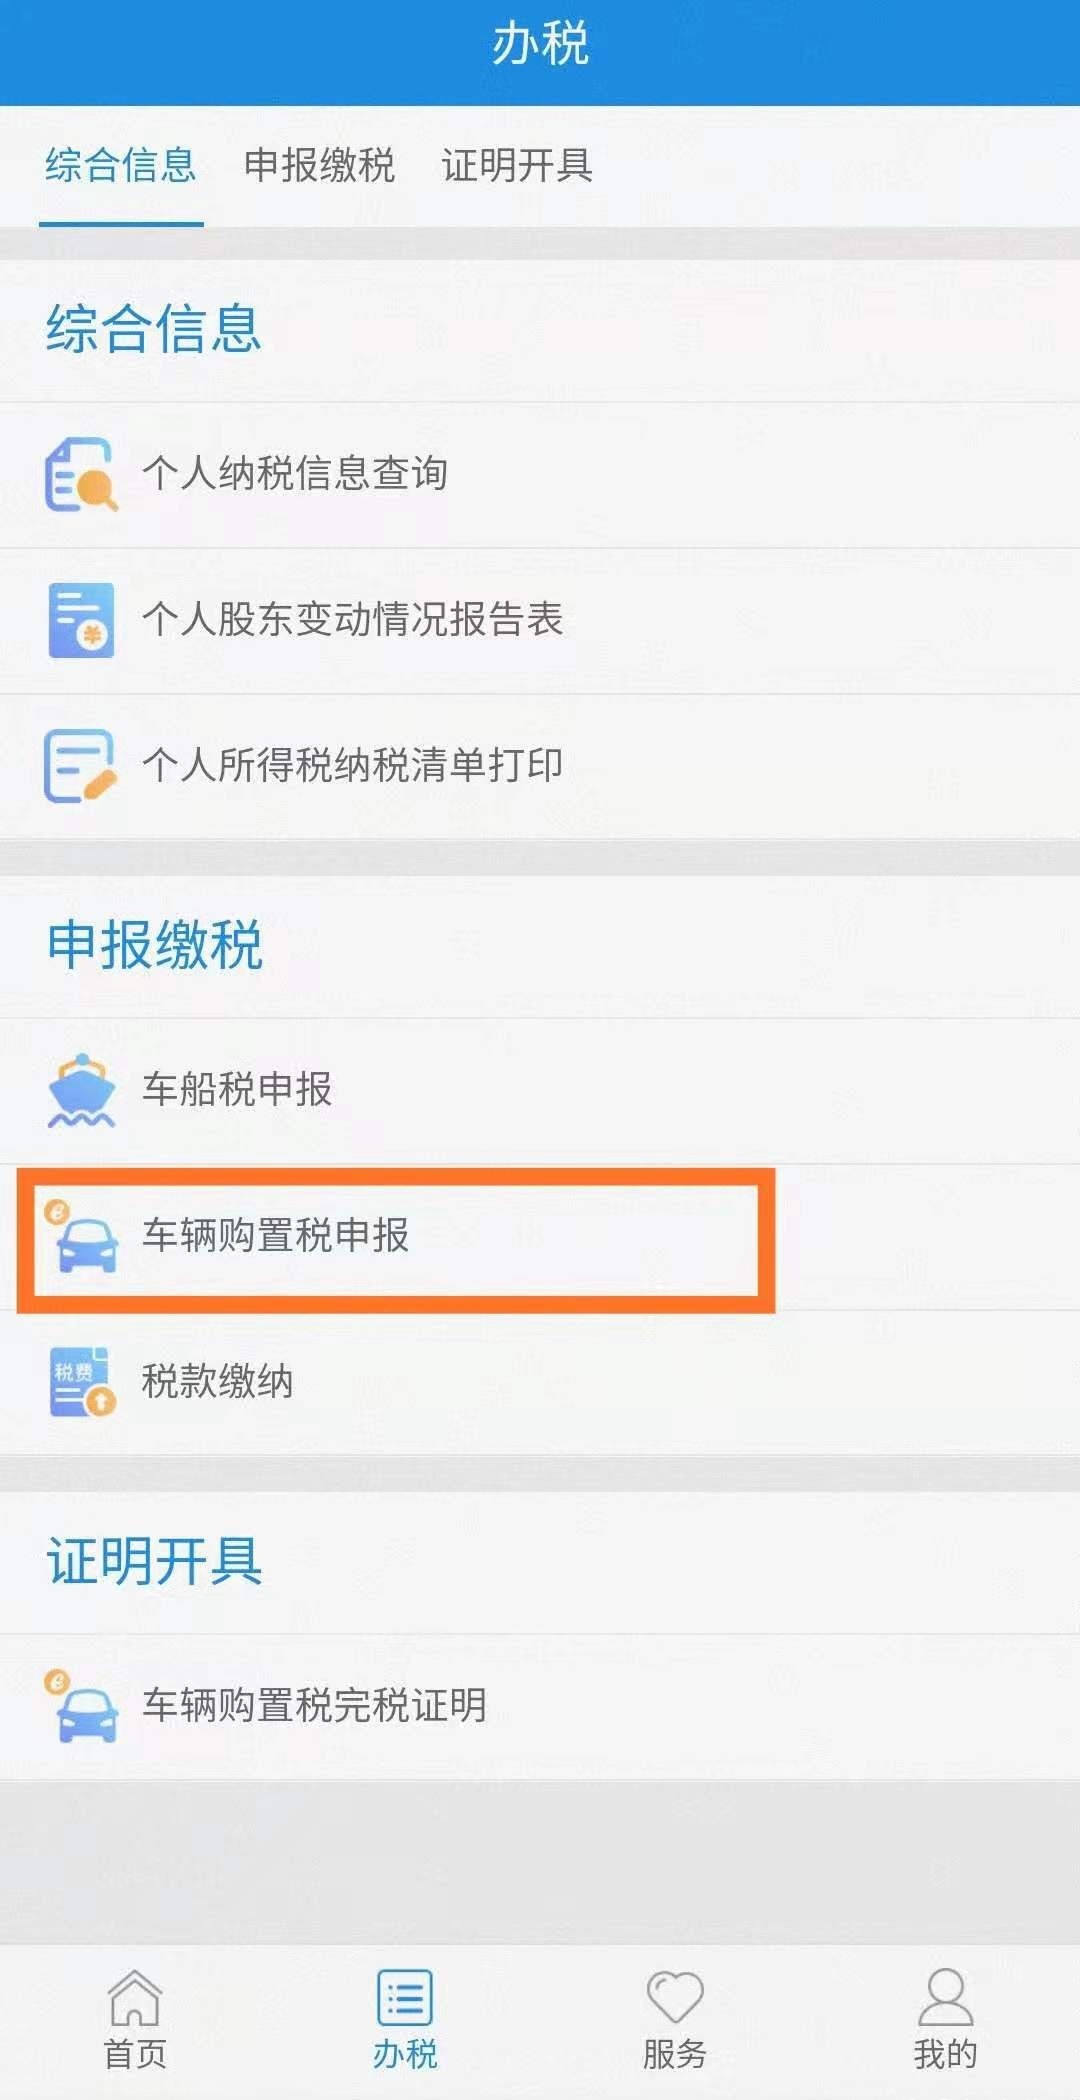 办税
综合信息 申报缴税 证明开具
综合信息
个人纳税信息查询
个人股东变动情况报告表
个人所得税纳税清单打印
申报缴税
车船税申报
车辆购置税申报
税费
税款缴纳
证明开具
车辆购置税完税证明
首页 办税 服务 我的